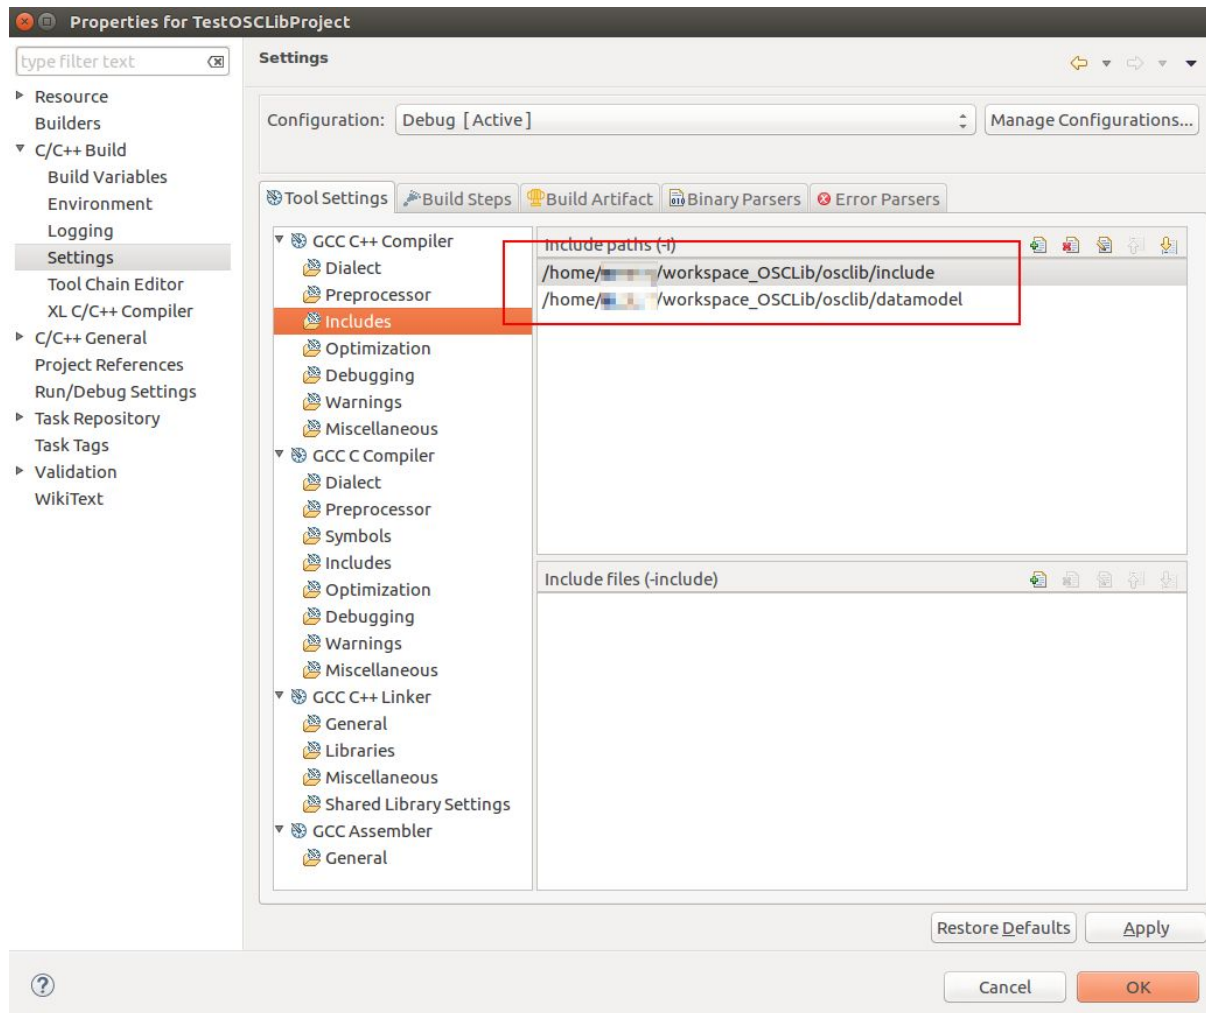 Properties for TestOSCLibProject
type filter text
Resource
Builders
C/C++ Build
Build Variables
Environment
Logging
Settings
Tool Chain Editor
XL C/C++ Compiler
C/C++ General
Project References
Run/Debug Settings
Task Repository
Task Tags
Validation
WikiText
Settings
Configuration: Debug [ Active ] Manage Configurations...
Tool Settings Build Steps Build Artifact Binary Parsers Error Parsers
GCC C++ Compiler
Dialect
Preprocessor
Includes
Optimization
Debugging
Warnings
Miscellaneous
GCC C Compiler
Dialect
Preprocessor
Symbols
Includes
Optimization
Debugging
Warnings
Miscellaneous
GCC C++ Linker
General
Libraries
Miscellaneous
Shared Library Settings
GCC Assembler
General
Include paths (-I)
/home/ /workspace_OSCLib/osclib/include
/home/ /workspace_OSCLib/osclib/datamodel
Include files (-include)
Restore Defaults Apply
Cancel OK